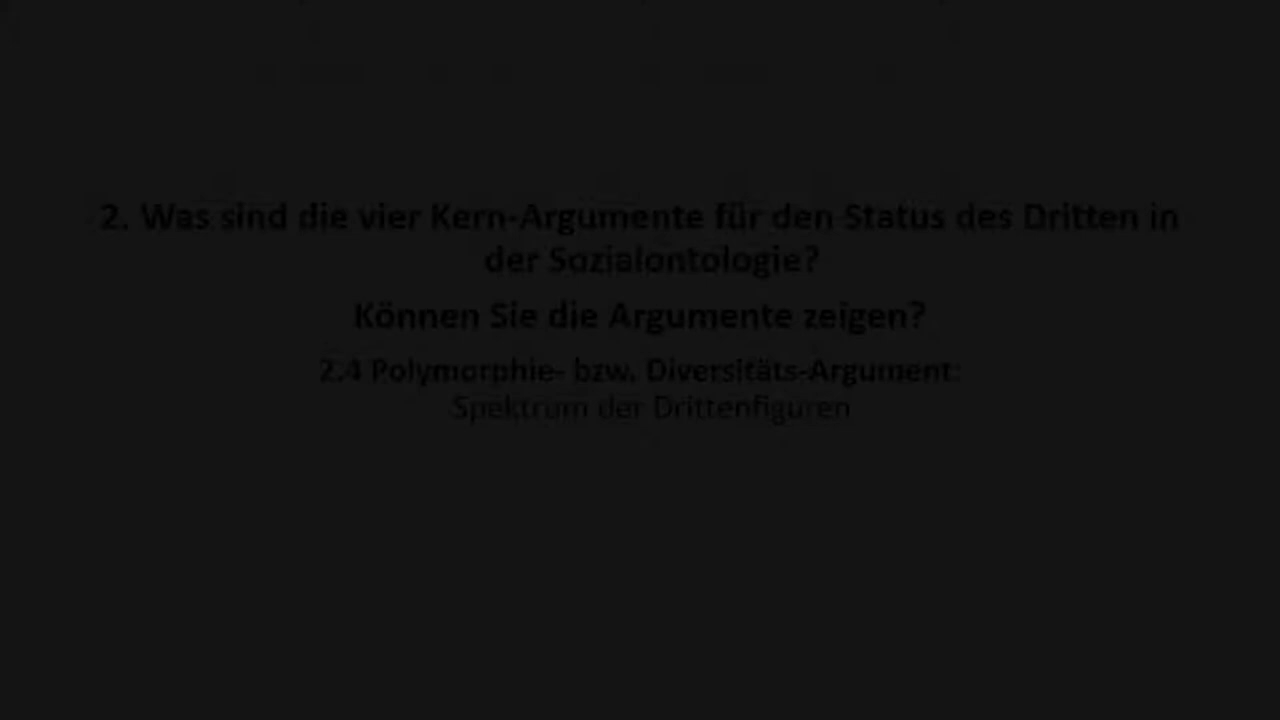 2. Was sind die vier Kern-Argumente für den Status des Dritten in
der Sozialontologie?
Können Sie die Argumente zeigen?
2.4 Polymorphie- bzw. Diversitäts-Argument:
Spektrum der Drittenfiguren